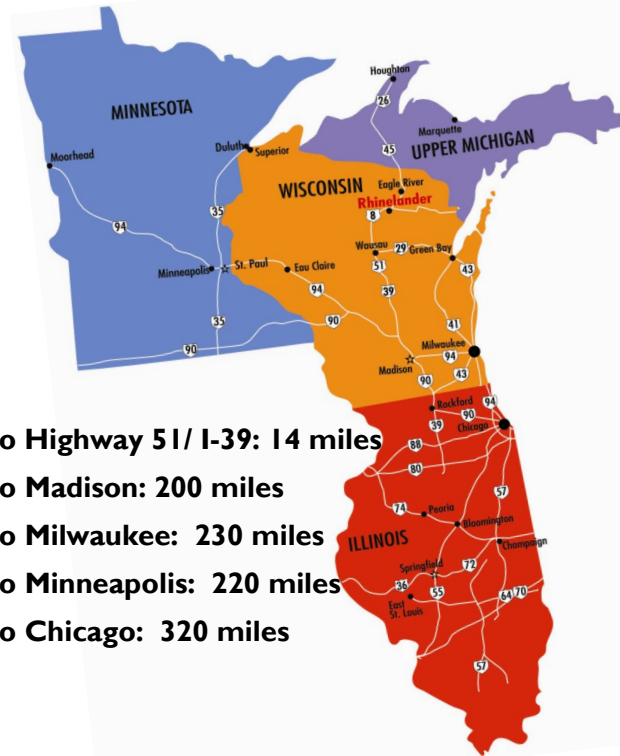 Houghton
26
MINNESOTA
Marquette
UPPER MICHIGAN
45
Duluth
Superior
Moorhead
WISCONSIN
Eagle River
Rhinelander
35
8
94
Wausau
29
Green Bay
Minneapolis
St. Paul
Eau Claire
51
43
94
39
35
90
41
90
Milwaukee
94
Madison
90
43
Rockford
94
90
39
Chicago
o Highway 51/ I-39: 14 miles
88
80
o Madison: 200 miles
57
74
Peoria
Bloomington
o Milwaukee: 230 miles
ILLINOIS
Champaign
Springfield
72
o Minneapolis: 220 miles
36
55
64
70
East
St. Louis
o Chicago: 320 miles
57